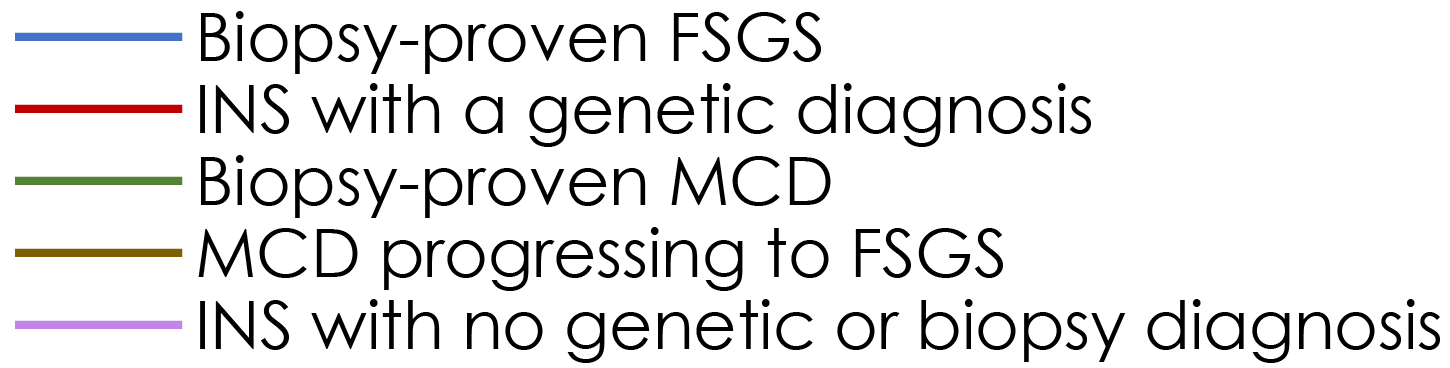 Biopsy-proven FSGS
INS with a genetic diagnosis
Biopsy-proven MCD
MCD progressing to FSGS
INS with no genetic or biopsy diagnosis